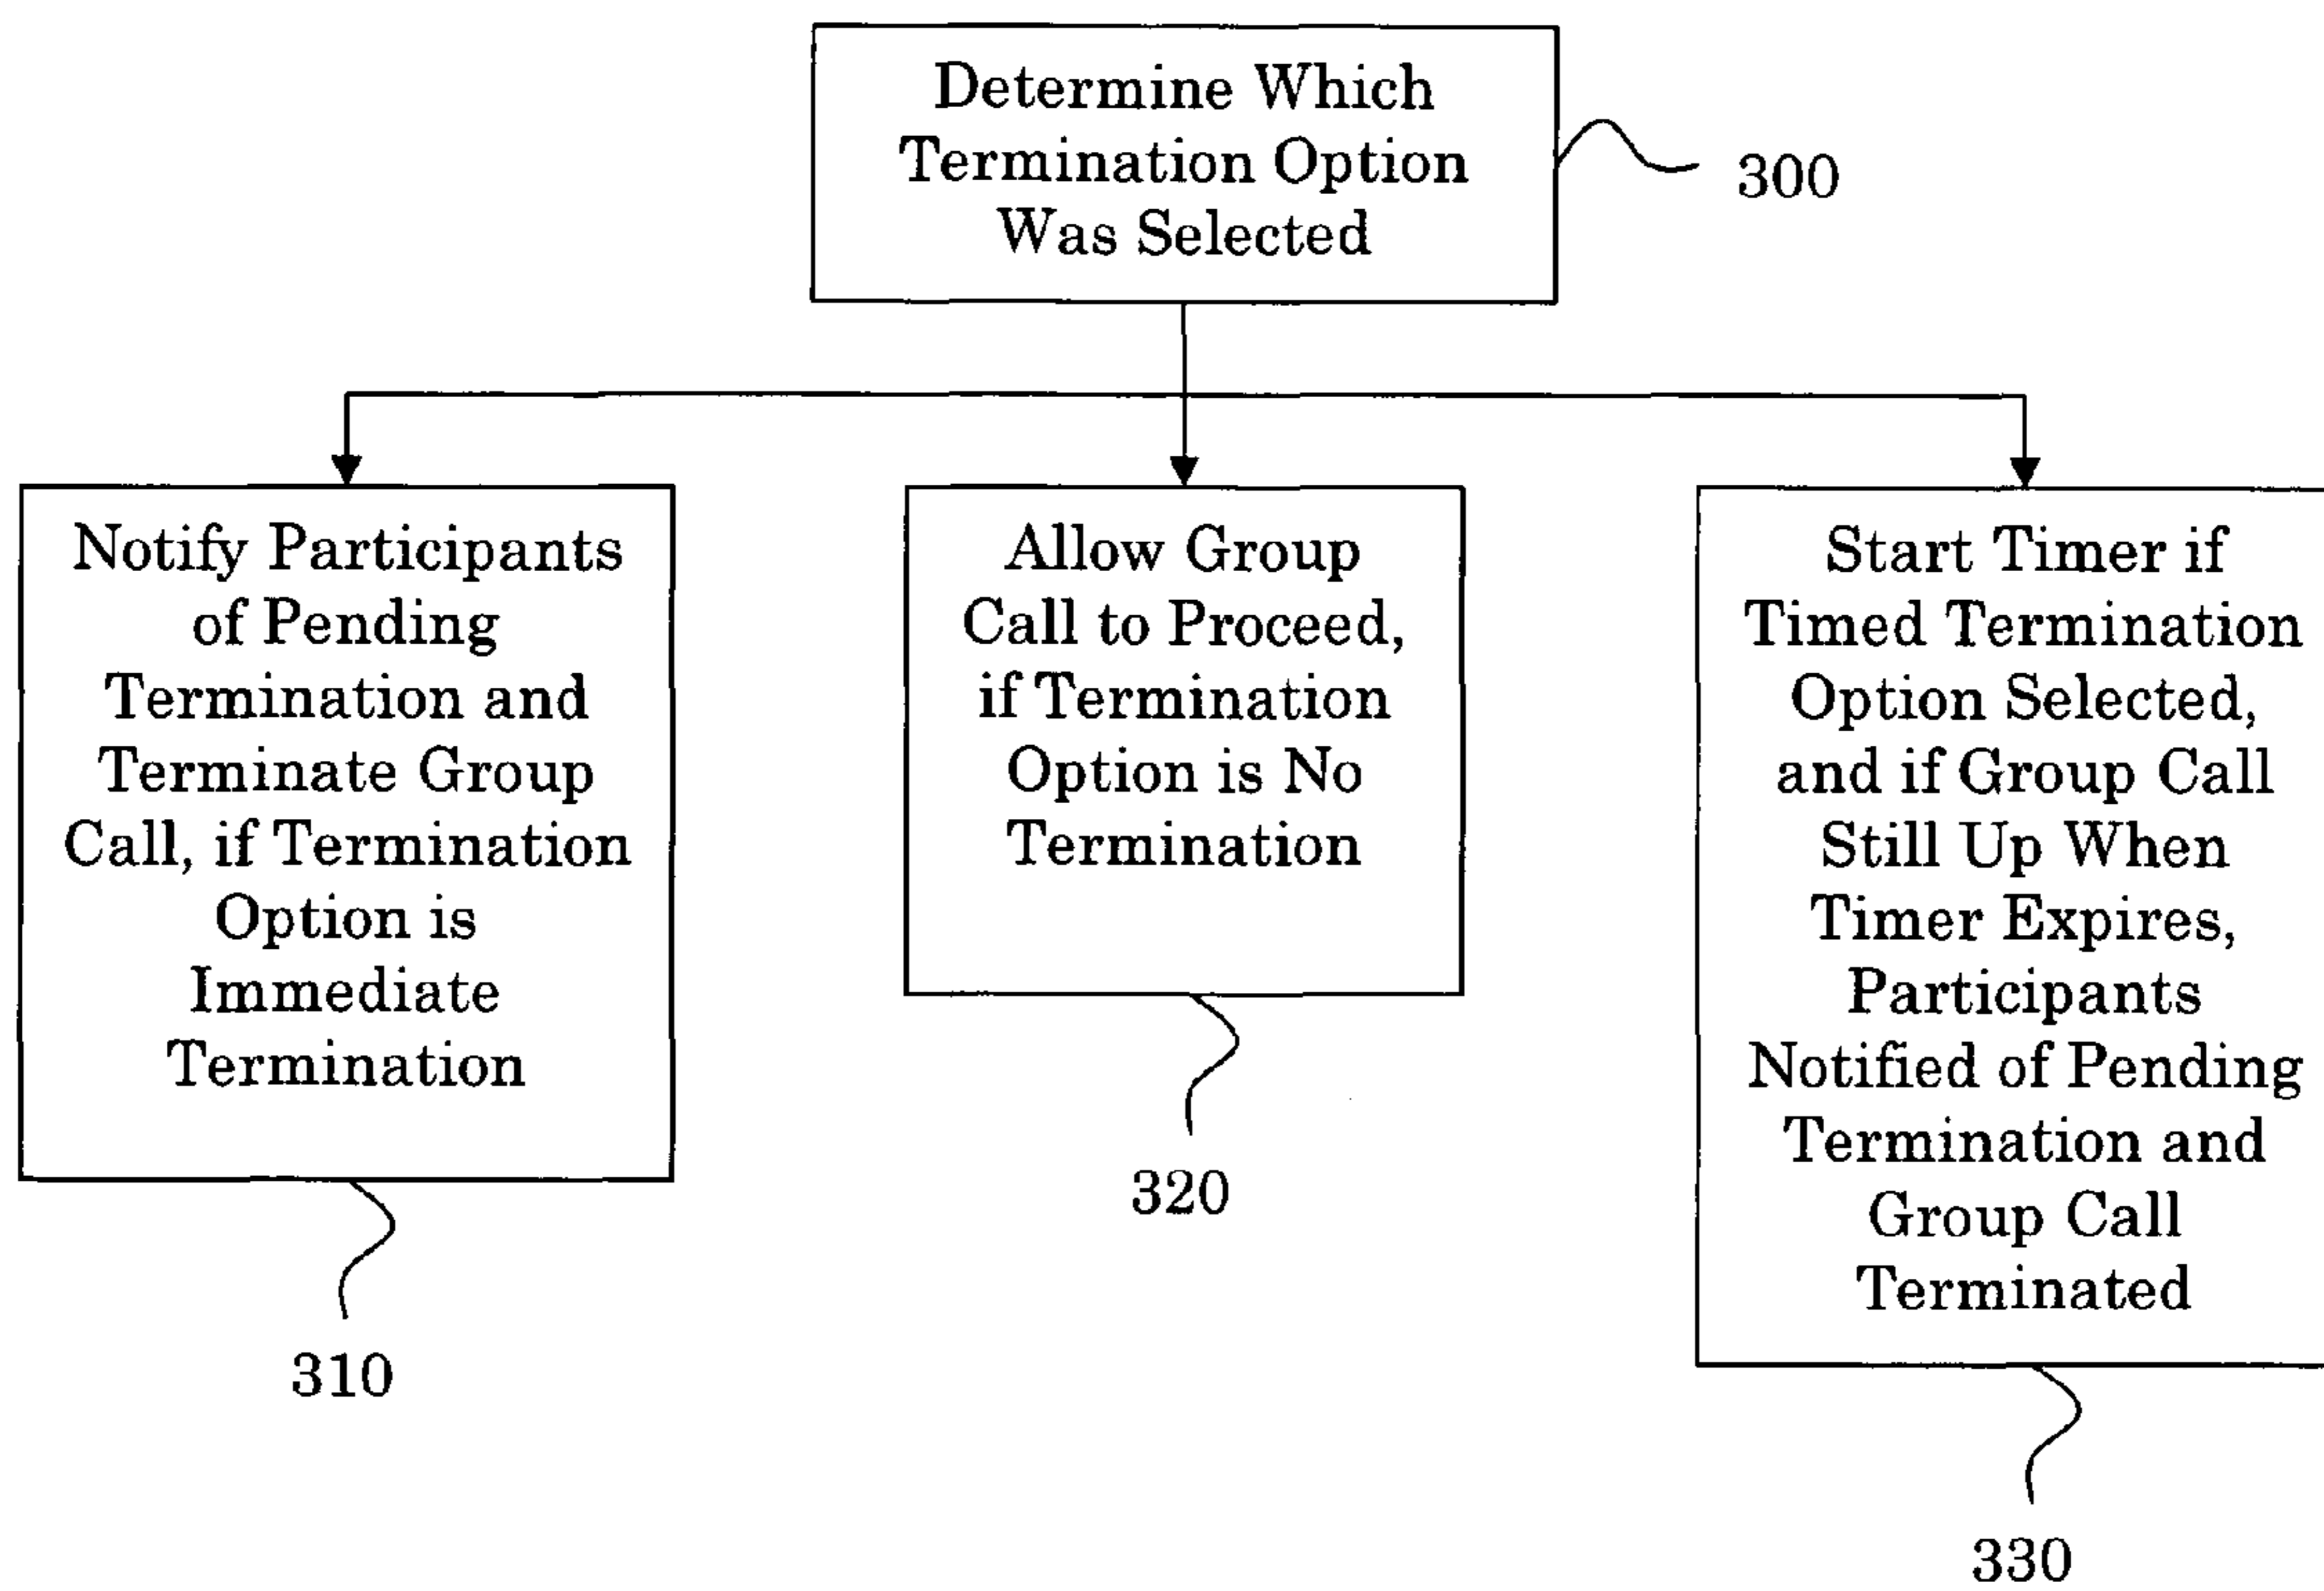 Determine Which
Termination Option
Was Selected
300
Notify Participants
of Pending
Termination and
Terminate Group
Call, if Termination
Option is
Immediate
Termination
310
Allow Group
Call to Proceed,
if Termination
Option is No
Termination
320
Start Timer if
Timed Termination
Option Selected,
and if Group Call
Still Up When
Timer Expires,
Participants
Notified of Pending
Termination and
Group Call
Terminated
330